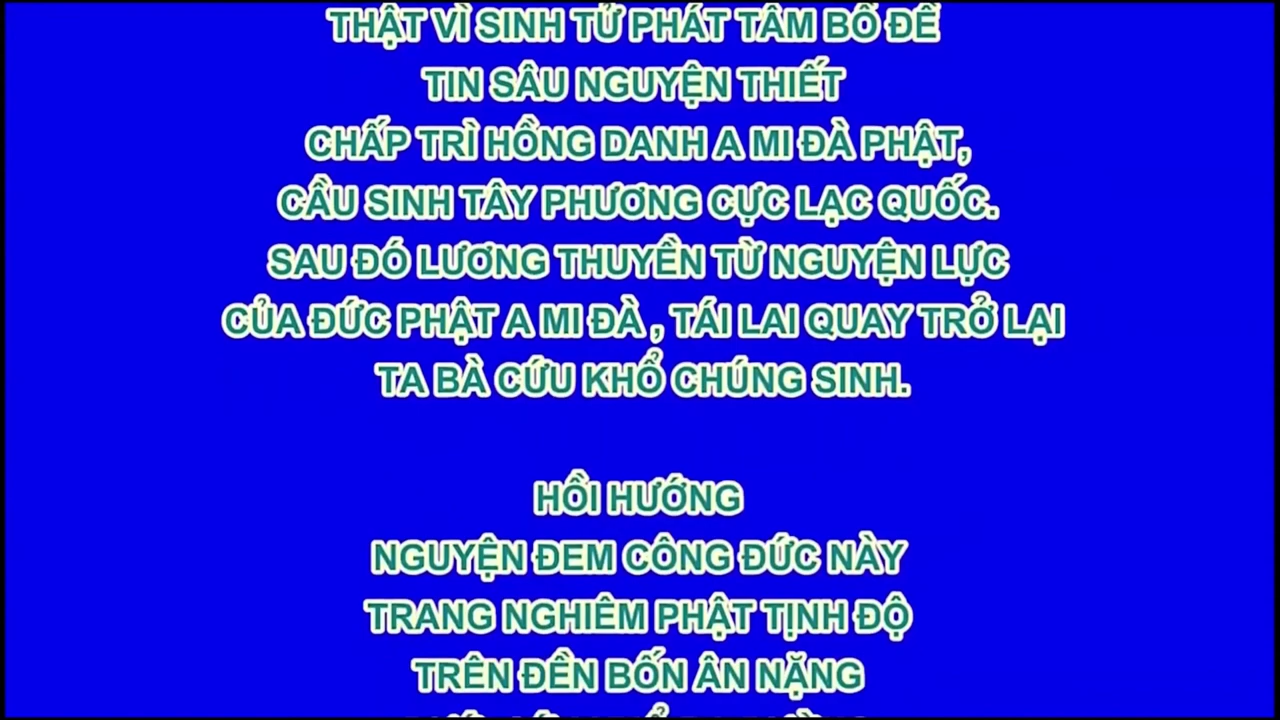 THẬT VÌ SINH TỬ PHÁT TÂM BỒ ĐỀ
TIN SÂU NGUYỆN THIẾT
CHẤP TRÌ HỒNG DANH A MI ĐÀ PHẬT,
CẦU SINH TÂY PHƯƠNG CỰC LẠC QUỐC.
SAU ĐÓ LƯƠNG THUYỀN TỪ NGUYỆN LỰC
CỦA ĐỨC PHẬT A MI ĐÀ , TÁI LAI QUAY TRỞ LẠI
TA BÀ CỨU KHỔ CHÚNG SINH.
HỒI HƯỚNG
NGUYỆN ĐEM CÔNG ĐỨC NÀY
TRANG NGHIÊM PHẬT TỊNH ĐỘ
TRÊN ĐỀN BỐN ÂN NẶNG